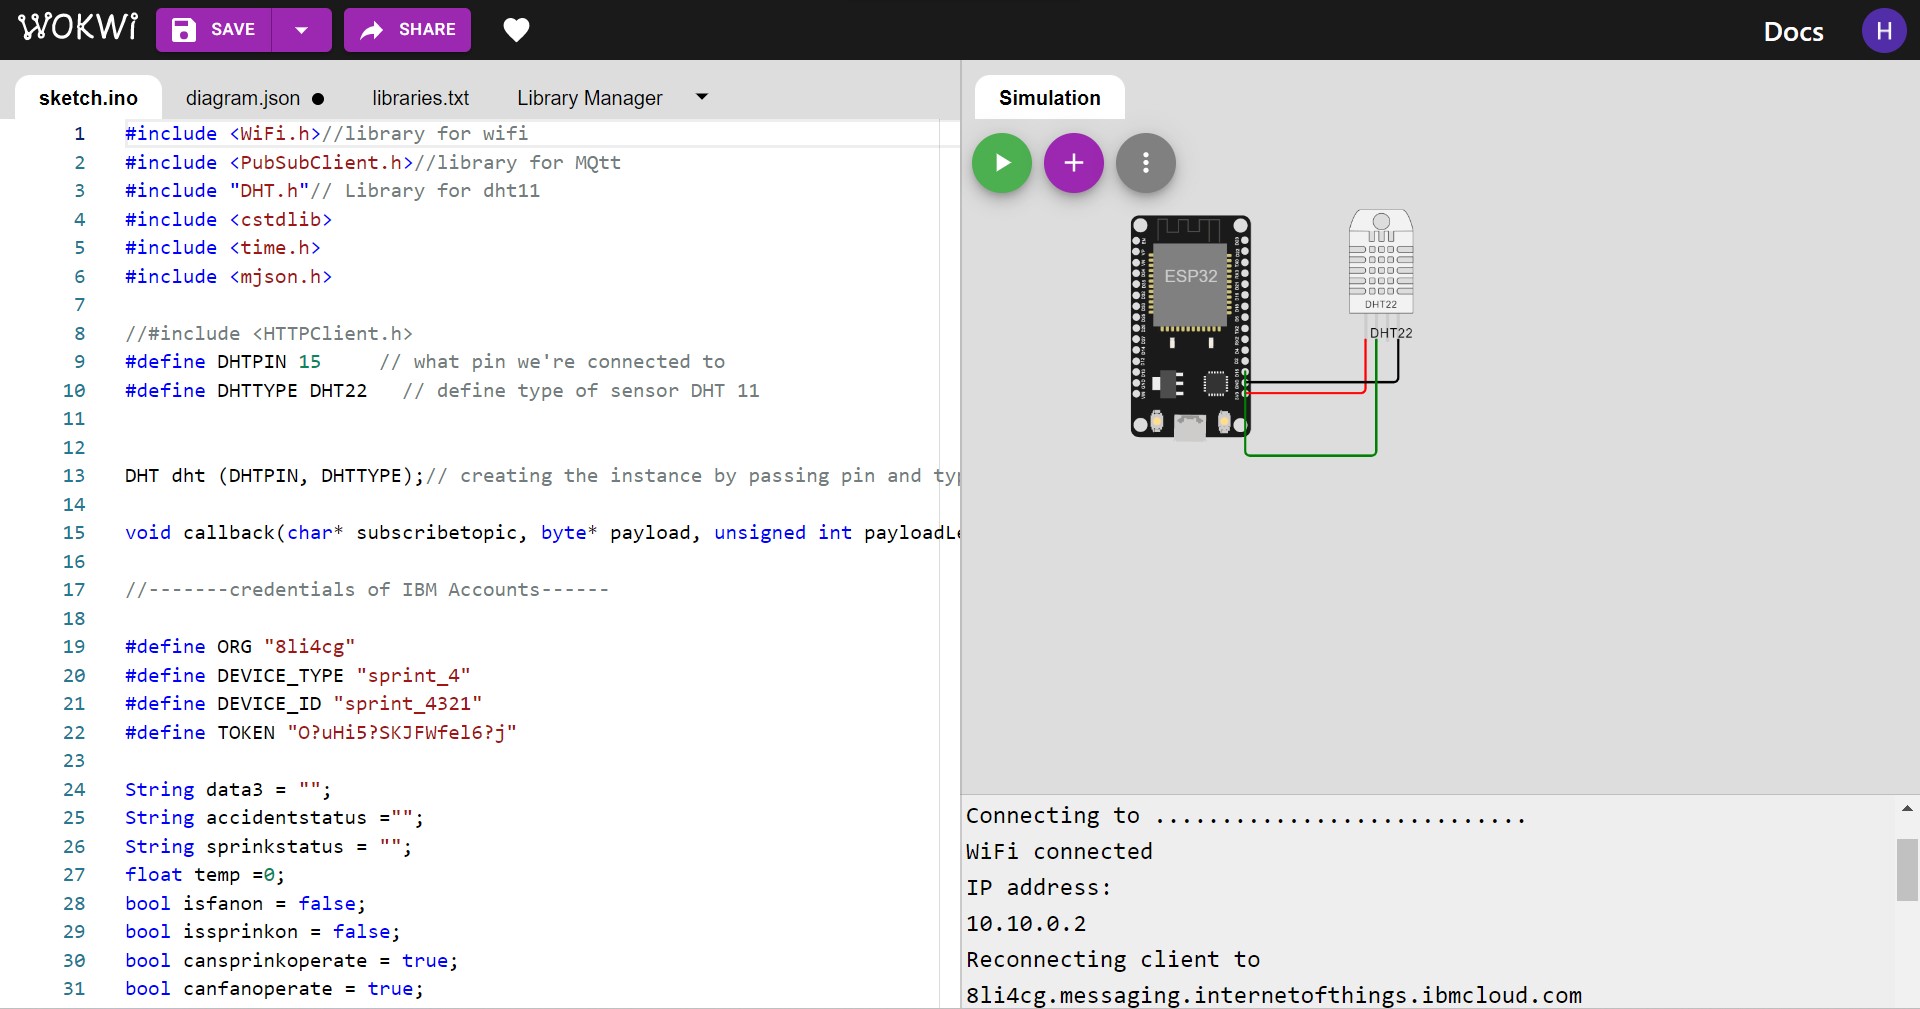 WOKWi SAVE SHARE Docs H
sketch.ino diagram.json ● libraries.txt Library Manager
1 #include <WiFi.h>//library for wifi
2 #include <PubSubClient.h>//library for MQtt
3 #include "DHT.h"// Library for dht11
4 #include <cstdlib>
5 #include <time.h>
6 #include <mjson.h>
7
8 //#include <HTTPClient.h>
9 #define DHTPIN 15     // what pin we're connected to
10 #define DHTTYPE DHT22   // define type of sensor DHT 11
11
12
13 DHT dht (DHTPIN, DHTTYPE);// creating the instance by passing pin and typ
14
15 void callback(char* subscribetopic, byte* payload, unsigned int payloadLe
16
17 //-------credentials of IBM Accounts------
18
19 #define ORG "8li4cg"
20 #define DEVICE_TYPE "sprint_4"
21 #define DEVICE_ID "sprint_4321"
22 #define TOKEN "O?uHi5?SKJFWfel6?j"
23
24 String data3 = "";
25 String accidentstatus ="";
26 String sprinkstatus = "";
27 float temp =0;
28 bool isfanon = false;
29 bool issprinkon = false;
30 bool cansprinkoperate = true;
31 bool canfanoperate = true;
Simulation
ESP32
DHT22
DHT22
Connecting to ............................
WiFi connected
IP address:
10.10.0.2
Reconnecting client to
8li4cg.messaging.internetofthings.ibmcloud.com